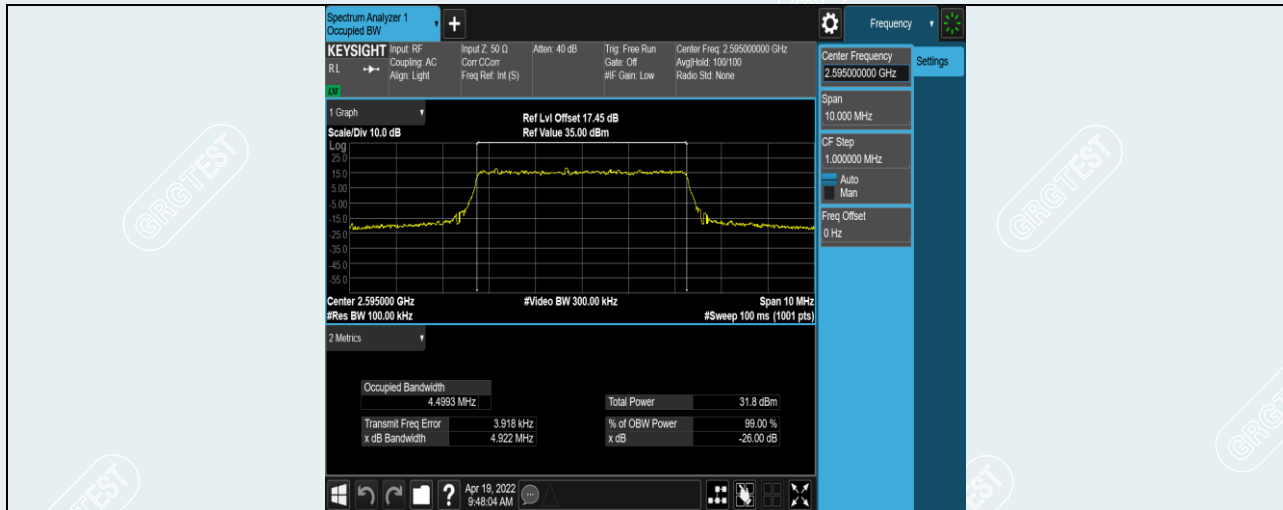 Spectrum Analyzer 1
Occupied BW
+
Frequency
KEYSIGHT
RL
LXI
Input: RF
Coupling: AC
Align: Light
Input Z: 50 Ω
Corr CCorr
Freq Ref: Int (S)
Atten: 40 dB
Trig: Free Run
Gate: Off
#IF Gain: Low
Center Freq: 2.595000000 GHz
Avg|Hold: 100/100
Radio Std: None
Center Frequency
2.595000000 GHz
Settings
Span
10.000 MHz
CF Step
1.000000 MHz
Auto
Man
Freq Offset
0 Hz
1 Graph
Scale/Div 10.0 dB
Ref Lvl Offset 17.45 dB
Ref Value 35.00 dBm
Log
25.0
15.0
5.00
-5.00
-15.0
-25.0
-35.0
-45.0
-55.0
Center 2.595000 GHz
#Video BW 300.00 kHz
Span 10 MHz
#Res BW 100.00 kHz
#Sweep 100 ms (1001 pts)
2 Metrics
Occupied Bandwidth
4.4993 MHz
Total Power 31.8 dBm
Transmit Freq Error 3.918 kHz
% of OBW Power 99.00 %
x dB Bandwidth 4.922 MHz
x dB -26.00 dB
?
Apr 19, 2022
9:48:04 AM
GRGTEST
GRGTEST